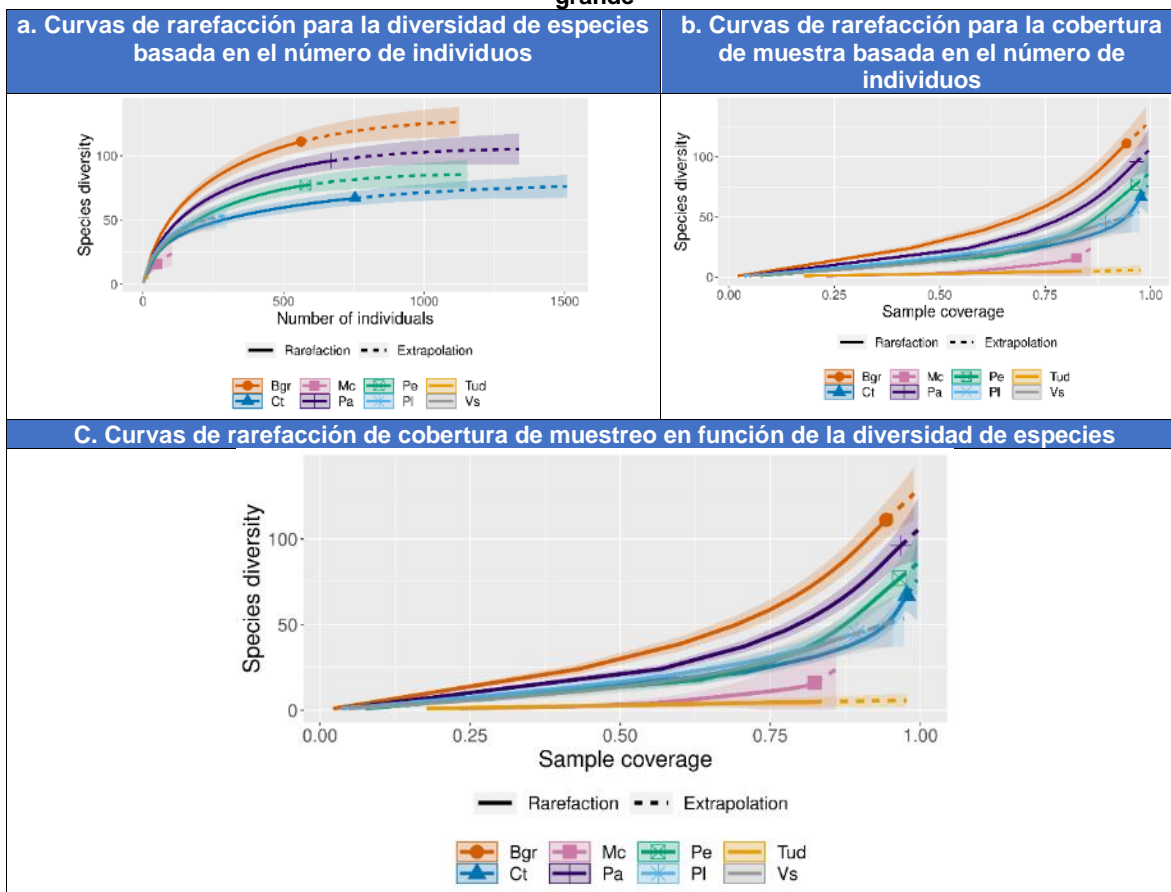 grande
a. Curvas de rarefacción para la diversidad de especies
basada en el número de individuos
b. Curvas de rarefacción para la cobertura
de muestra basada en el número de
individuos
Species diversity
100
50
0
0
500
1000
1500
Number of individuals
Rarefaction
Extrapolation
Bgr
Mc
Pe
Tud
Ct
Pa
Pl
Vs
Species diversity
100
50
0
0.00
0.25
0.50
0.75
1.00
Sample coverage
Rarefaction
Extrapolation
Bgr
Mc
Pe
Tud
Ct
Pa
Pl
Vs
C. Curvas de rarefacción de cobertura de muestreo en función de la diversidad de especies
Species diversity
100
50
0
0.00
0.25
0.50
0.75
1.00
Sample coverage
Rarefaction
Extrapolation
Bgr
Mc
Pe
Tud
Ct
Pa
Pl
Vs